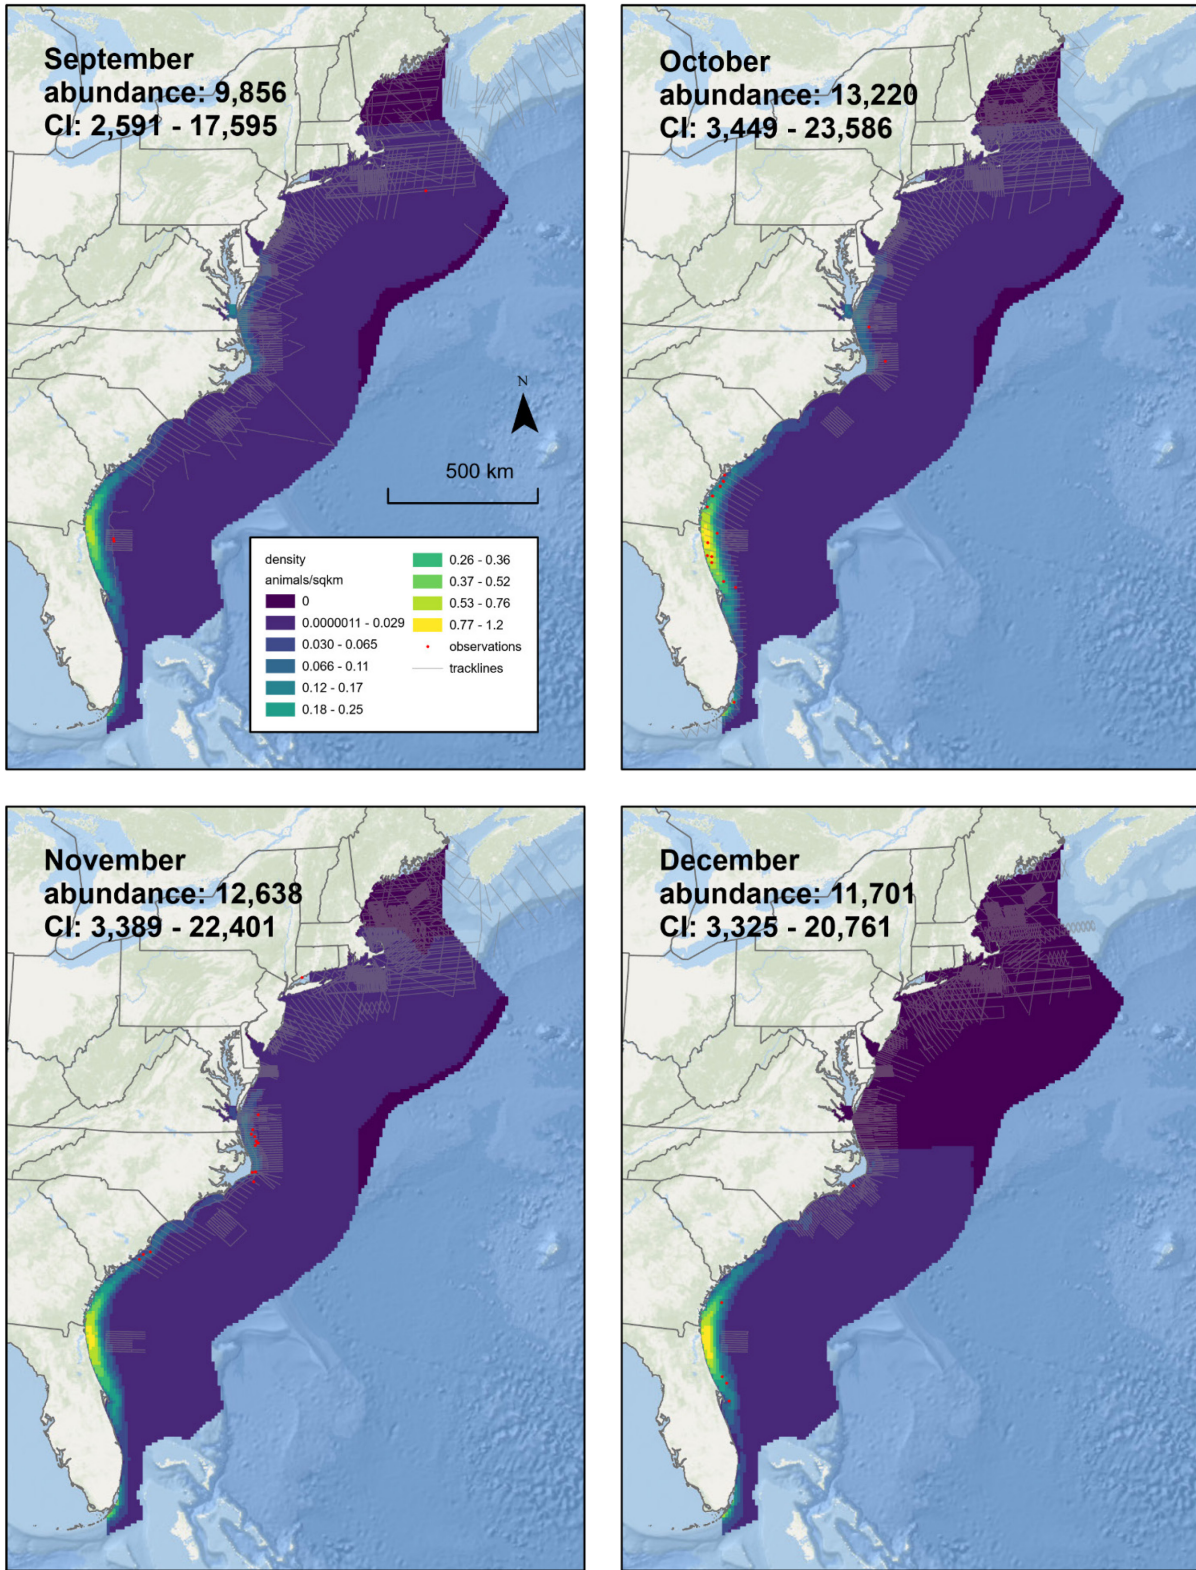 September
abundance: 9,856
CI: 2,591 - 17,595
N
500 km
density
animals/sqkm
0
0.0000011 - 0.029
0.030 - 0.065
0.066 - 0.11
0.12 - 0.17
0.18 - 0.25
0.26 - 0.36
0.37 - 0.52
0.53 - 0.76
0.77 - 1.2
observations
tracklines
October
abundance: 13,220
CI: 3,449 - 23,586
November
abundance: 12,638
CI: 3,389 - 22,401
December
abundance: 11,701
CI: 3,325 - 20,761